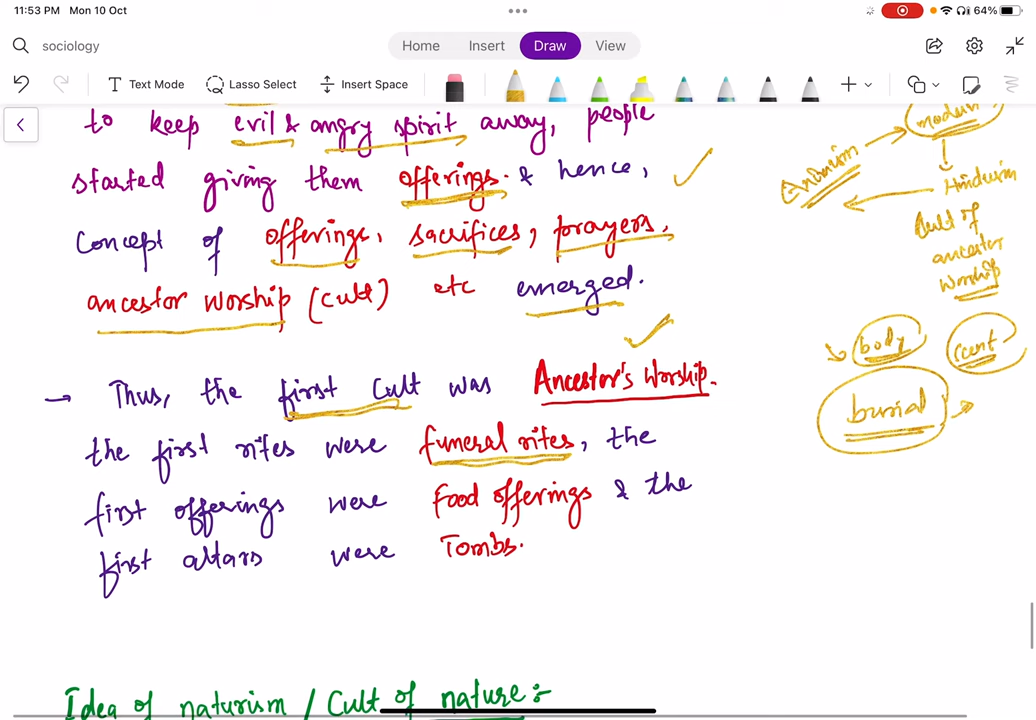 11:53 PM Mon 10 Oct
64%
sociology
Home Insert Draw View
Text Mode Lasso Select Insert Space
to keep evil & angry spirit away, people
started giving them offerings. & hence,
Concept of offerings, sacrifices, prayers,
ancestor worship (cult) etc emerged.
→ Thus, the first Cult was Ancestor's Worship.
the first rites were funeral rites, the
first offerings were Food offerings & the
first altars were Tombs.
Idea of naturism / Cult of nature :-
modern
Animism
Hinduism
Cult of
ancestor
worship
body
burial